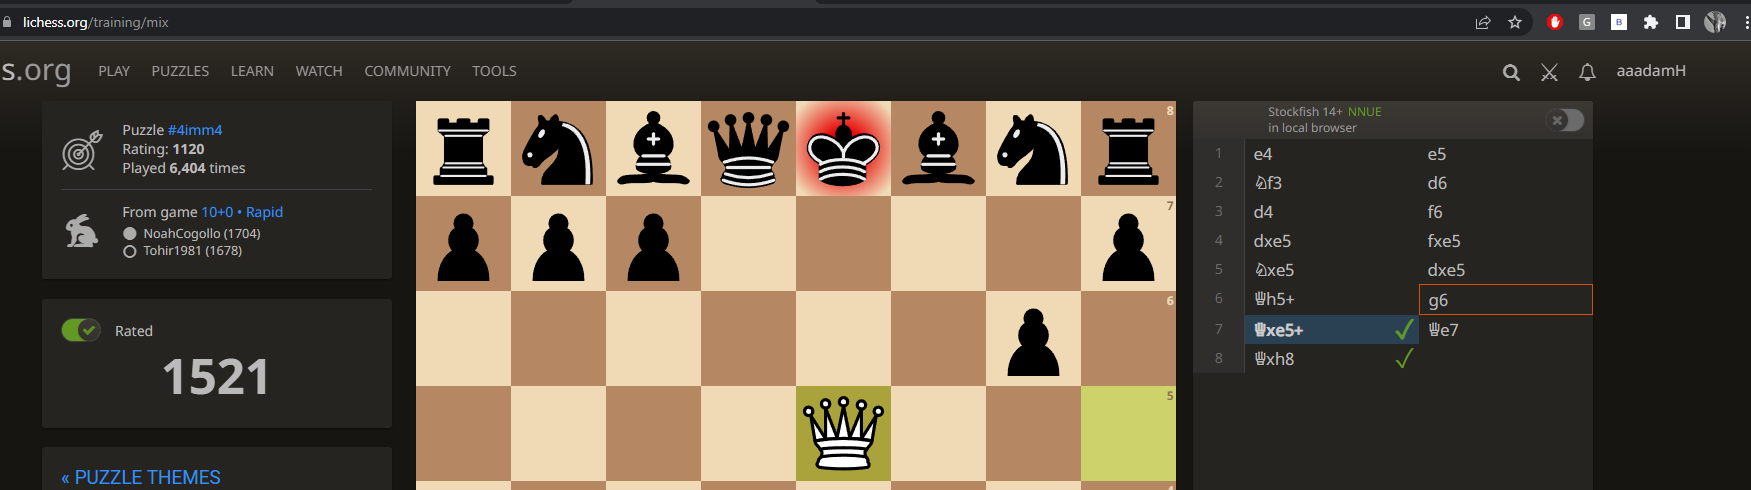 lichess.org/training/mix
G
B
s.org PLAY PUZZLES LEARN WATCH COMMUNITY TOOLS aaadamH
Puzzle #4imm4
Rating: 1120
Played 6,404 times
From game 10+0 • Rapid
NoahCogollo (1704)
Tohir1981 (1678)
Rated
1521
« PUZZLE THEMES
8
7
6
5
Stockfish 14+ NNUE
in local browser
1 e4 e5
2 ♘f3 d6
3 d4 f6
4 dxe5 fxe5
5 ♘xe5 dxe5
6 ♕h5+ g6
7 ♕xe5+ ✓ ♕e7
8 ♕xh8 ✓